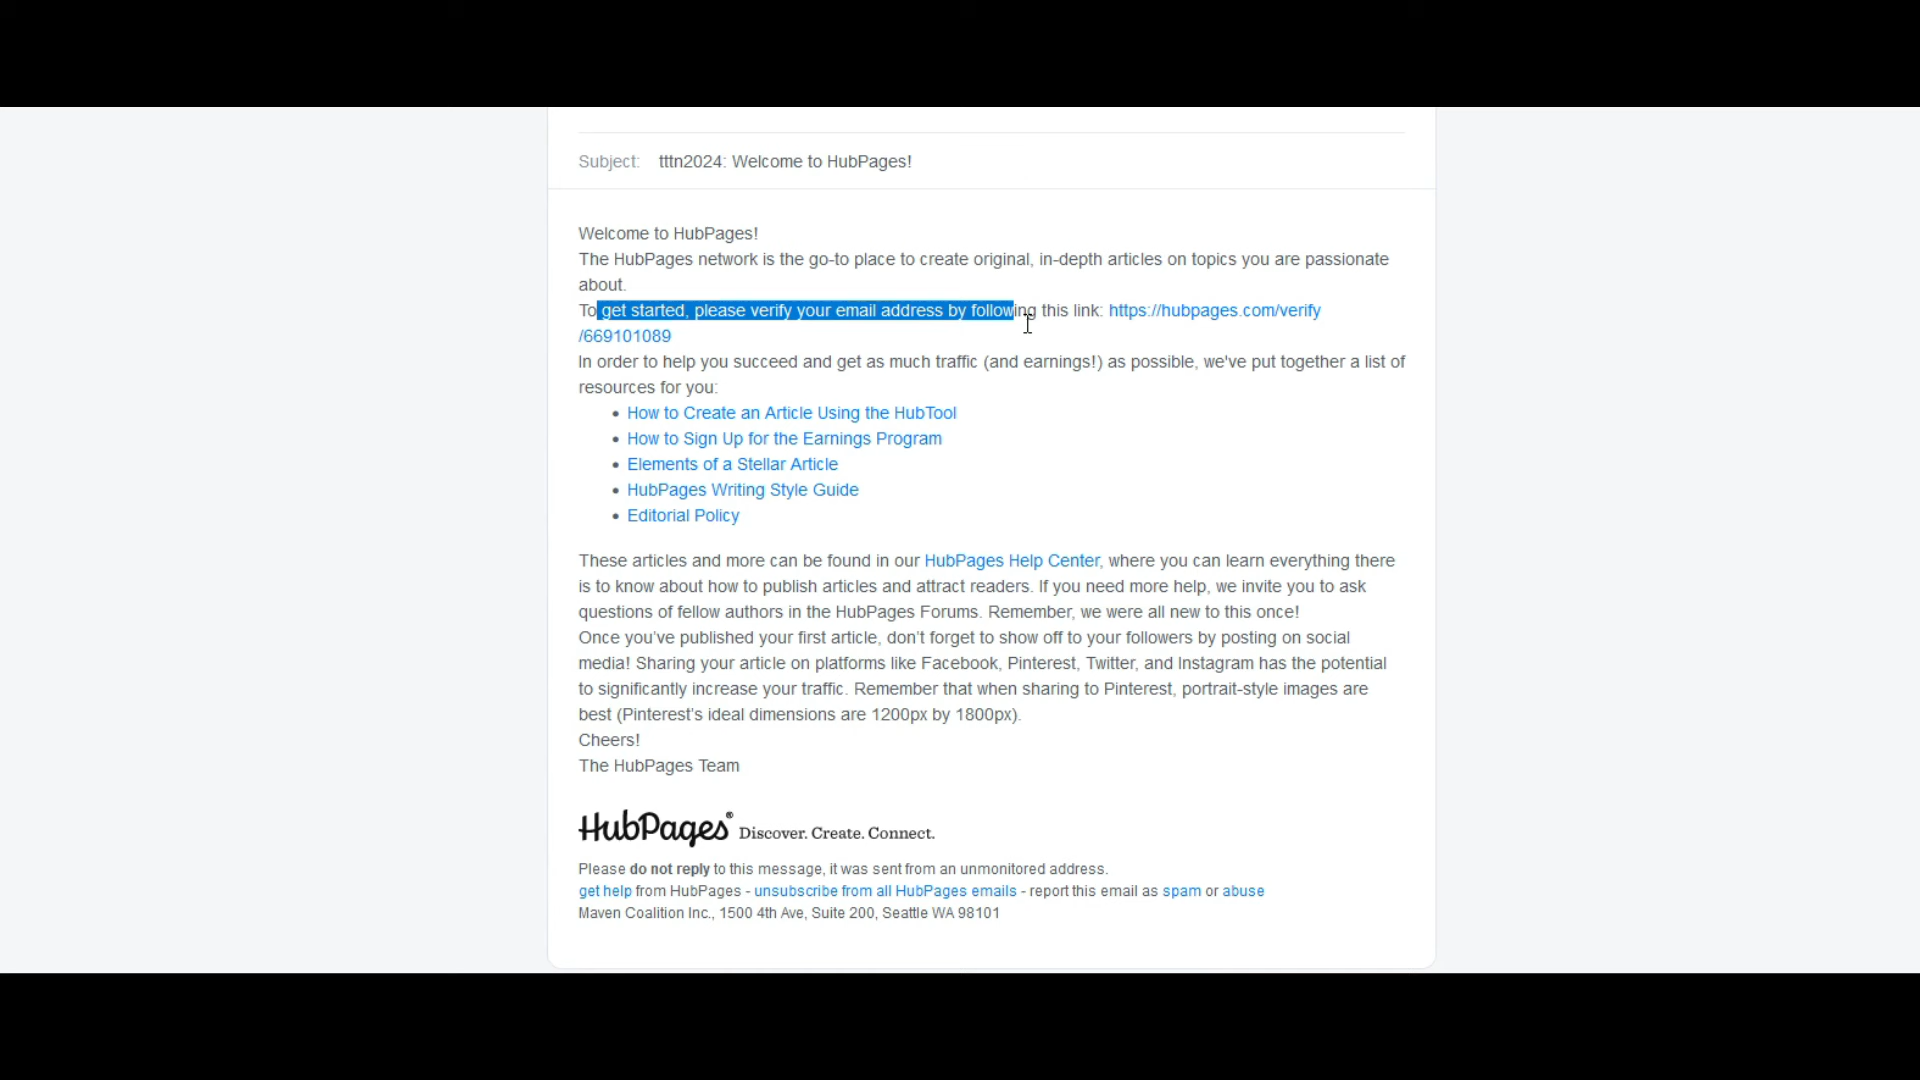 Subject: tttn2024: Welcome to HubPages!
Welcome to HubPages!
The HubPages network is the go-to place to create original, in-depth articles on topics you are passionate
about.
To get started, please verify your email address by following this link: https://hubpages.com/verify
/669101089
In order to help you succeed and get as much traffic (and earnings!) as possible, we've put together a list of
resources for you:
• How to Create an Article Using the HubTool
• How to Sign Up for the Earnings Program
• Elements of a Stellar Article
• HubPages Writing Style Guide
• Editorial Policy
These articles and more can be found in our HubPages Help Center, where you can learn everything there
is to know about how to publish articles and attract readers. If you need more help, we invite you to ask
questions of fellow authors in the HubPages Forums. Remember, we were all new to this once!
Once you’ve published your first article, don’t forget to show off to your followers by posting on social
media! Sharing your article on platforms like Facebook, Pinterest, Twitter, and Instagram has the potential
to significantly increase your traffic. Remember that when sharing to Pinterest, portrait-style images are
best (Pinterest’s ideal dimensions are 1200px by 1800px).
Cheers!
The HubPages Team
HubPages® Discover. Create. Connect.
Please do not reply to this message, it was sent from an unmonitored address.
get help from HubPages - unsubscribe from all HubPages emails - report this email as spam or abuse
Maven Coalition Inc., 1500 4th Ave, Suite 200, Seattle WA 98101